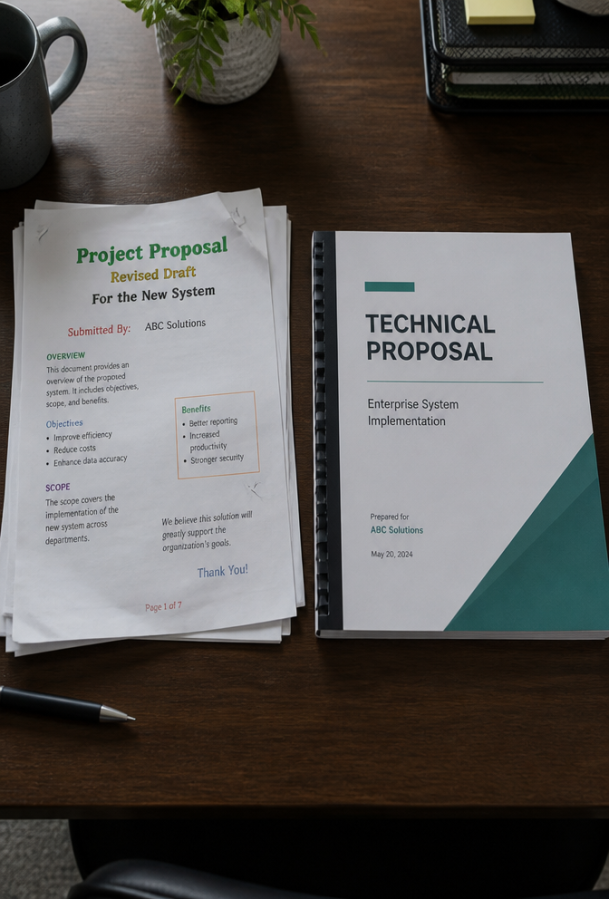 Project Proposal
Revised Draft
For the New System
Submitted By: ABC Solutions
OVERVIEW
This document provides an
overview of the proposed
system. It includes objectives,
scope, and benefits.
Objectives
• Improve efficiency
• Reduce costs
• Enhance data accuracy
SCOPE
The scope covers the
implementation of the
new system across
departments.
Benefits
• Better reporting
• Increased
productivity
• Stronger security
We believe this solution will
greatly support the
organization's goals.
Thank You!
Page 1 of 7
TECHNICAL
PROPOSAL
Enterprise System
Implementation
Prepared for
ABC Solutions
May 20, 2024